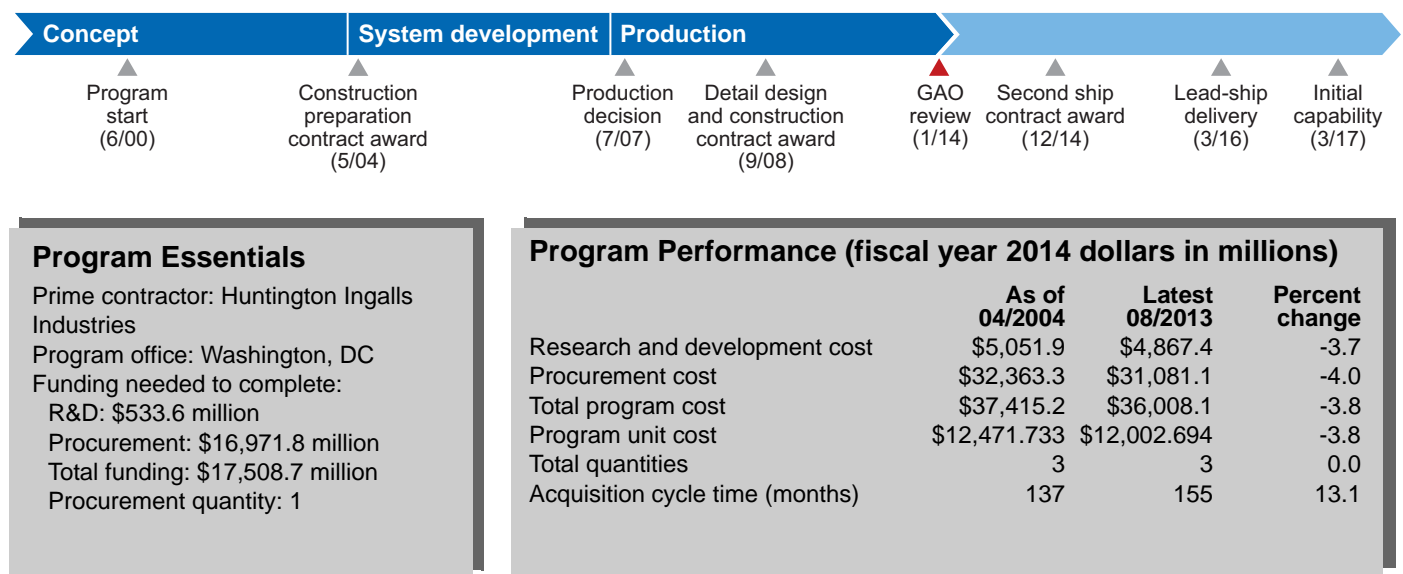 Concept System development Production
Program start (6/00)
Construction preparation contract award (5/04)
Production decision (7/07)
Detail design and construction contract award (9/08)
GAO review (1/14)
Second ship contract award (12/14)
Lead-ship delivery (3/16)
Initial capability (3/17)
Program Essentials
Prime contractor: Huntington Ingalls
Industries
Program office: Washington, DC
Funding needed to complete:
R&D: $533.6 million
Procurement: $16,971.8 million
Total funding: $17,508.7 million
Procurement quantity: 1
Program Performance (fiscal year 2014 dollars in millions)
As of Latest Percent
04/2004 08/2013 change
Research and development cost $5,051.9 $4,867.4 -3.7
Procurement cost $32,363.3 $31,081.1 -4.0
Total program cost $37,415.2 $36,008.1 -3.8
Program unit cost $12,471.733 $12,002.694 -3.8
Total quantities 3 3 0.0
Acquisition cycle time (months) 137 155 13.1